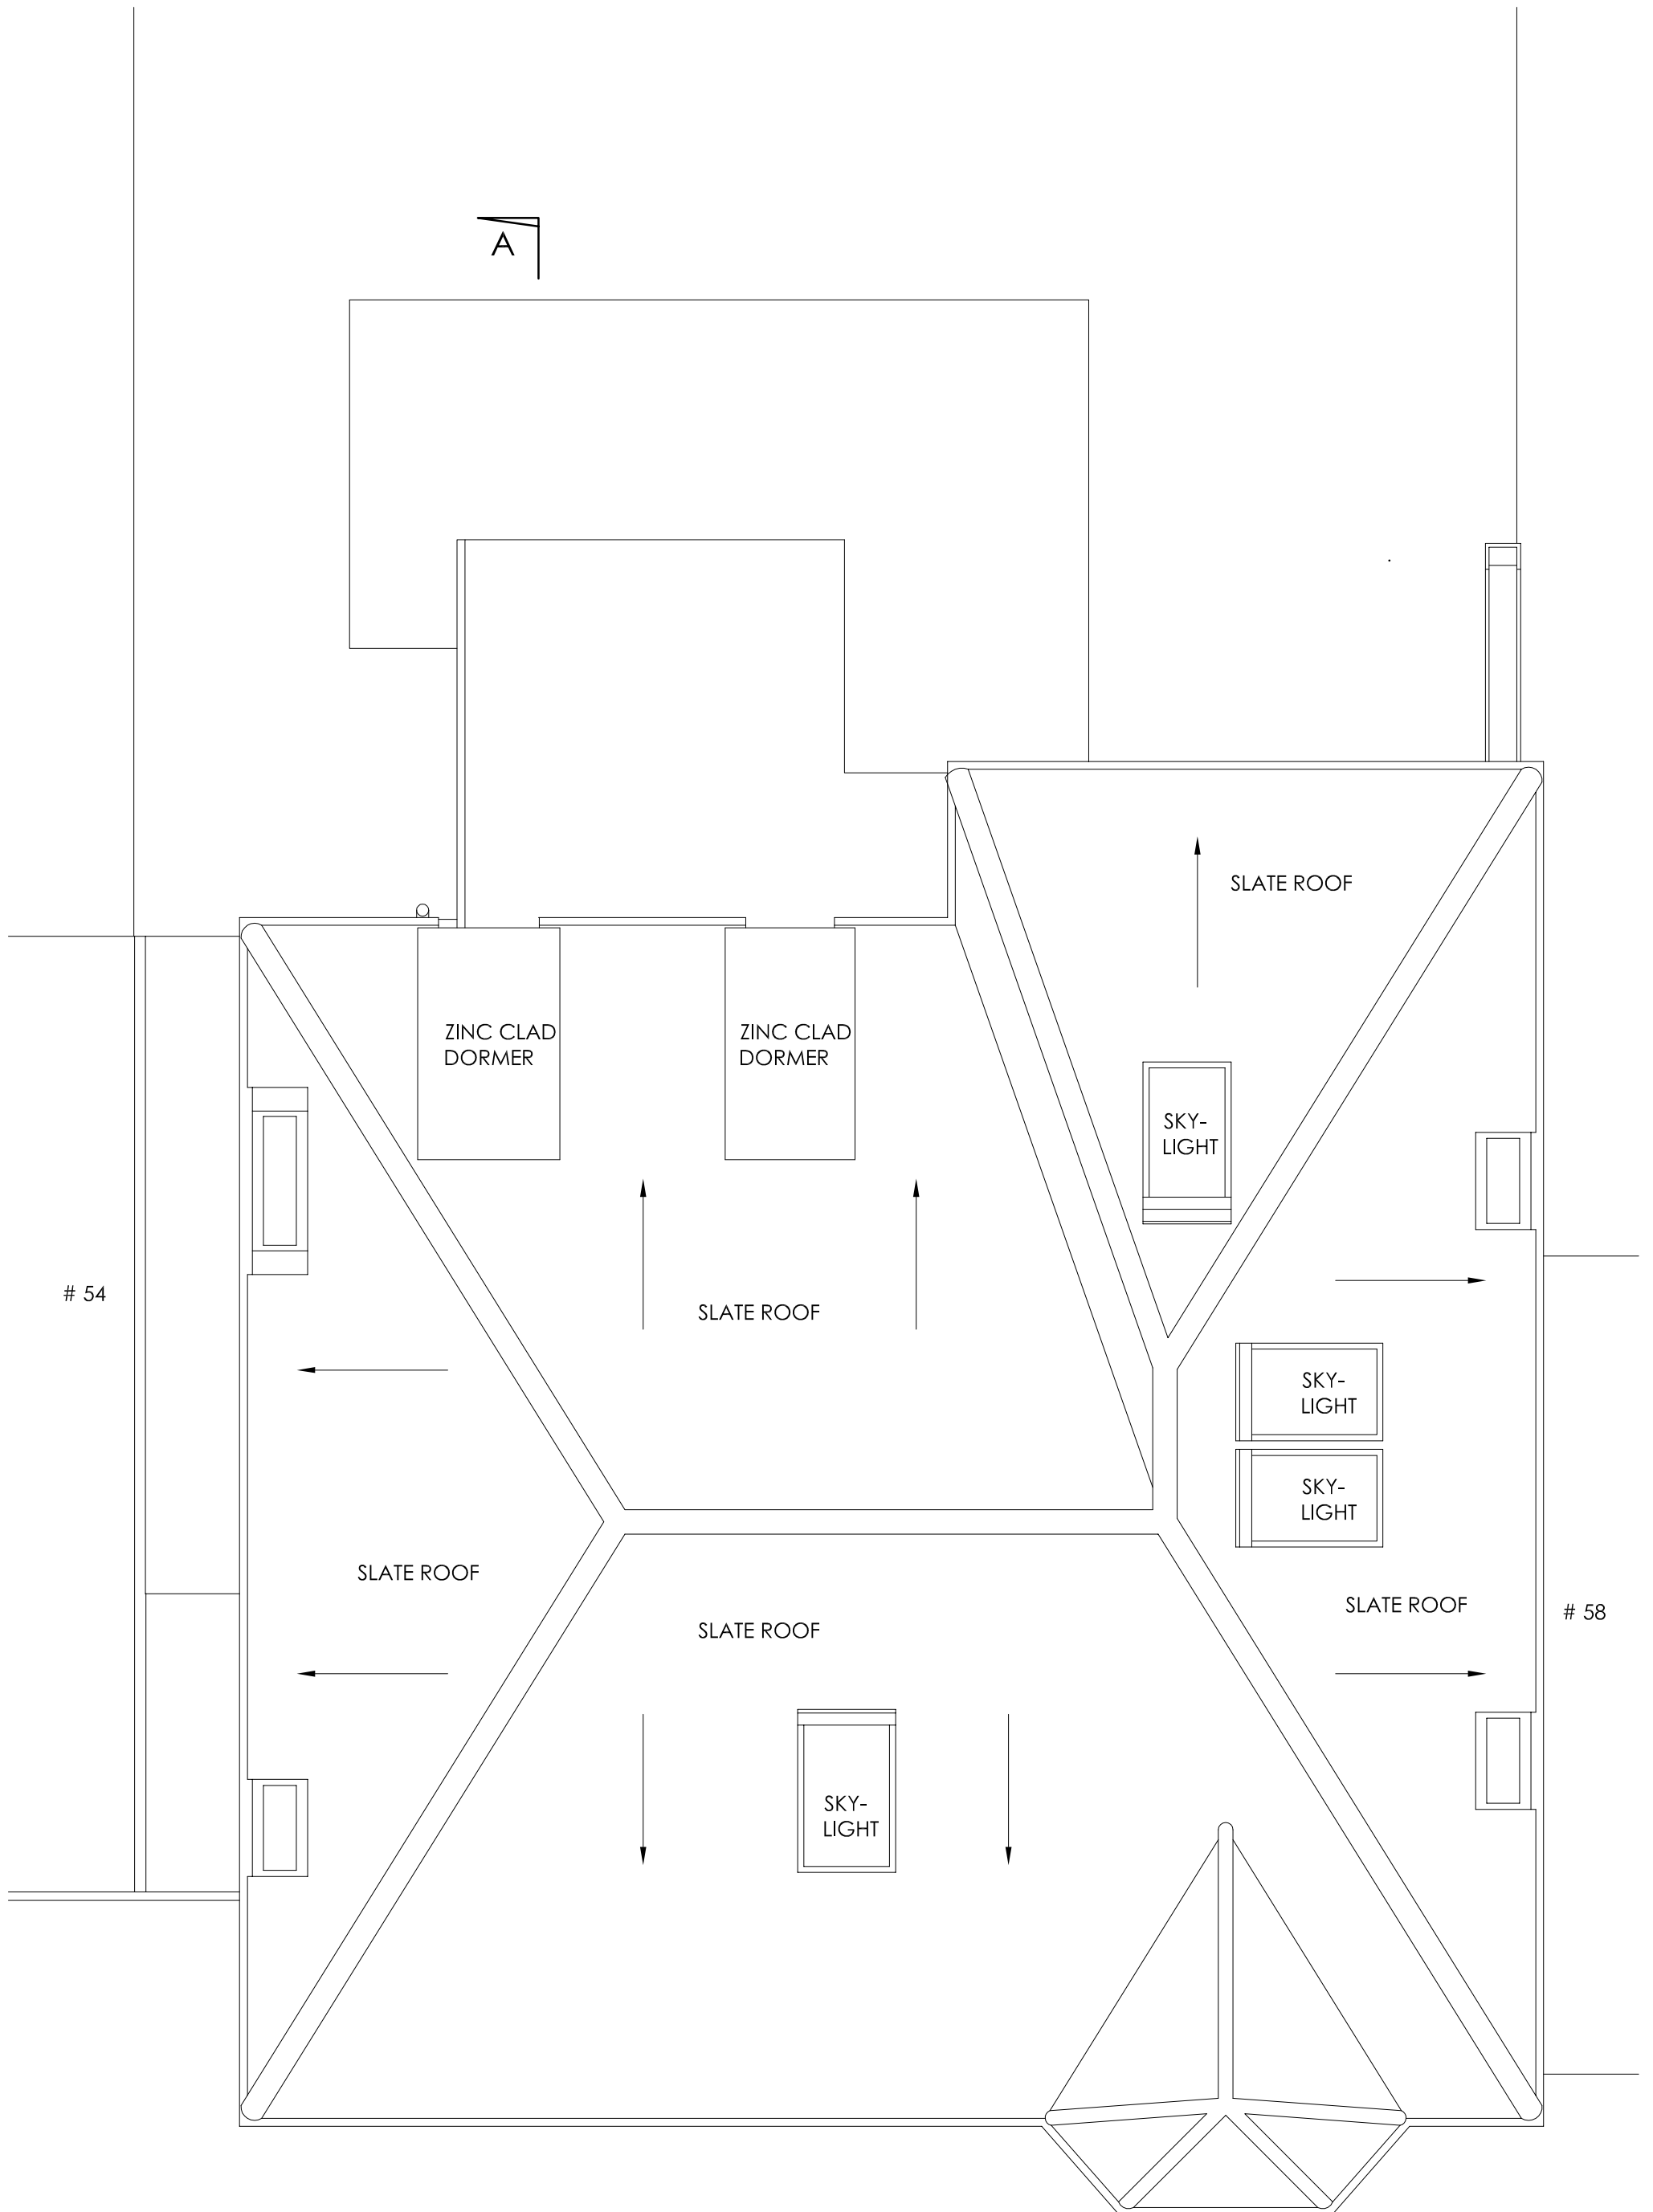 A
SLATE ROOF
ZINC CLAD
DORMER
ZINC CLAD
DORMER
SKY-
LIGHT
# 54
SLATE ROOF
SKY-
LIGHT
SKY-
LIGHT
SLATE ROOF
SLATE ROOF
# 58
SLATE ROOF
SKY-
LIGHT